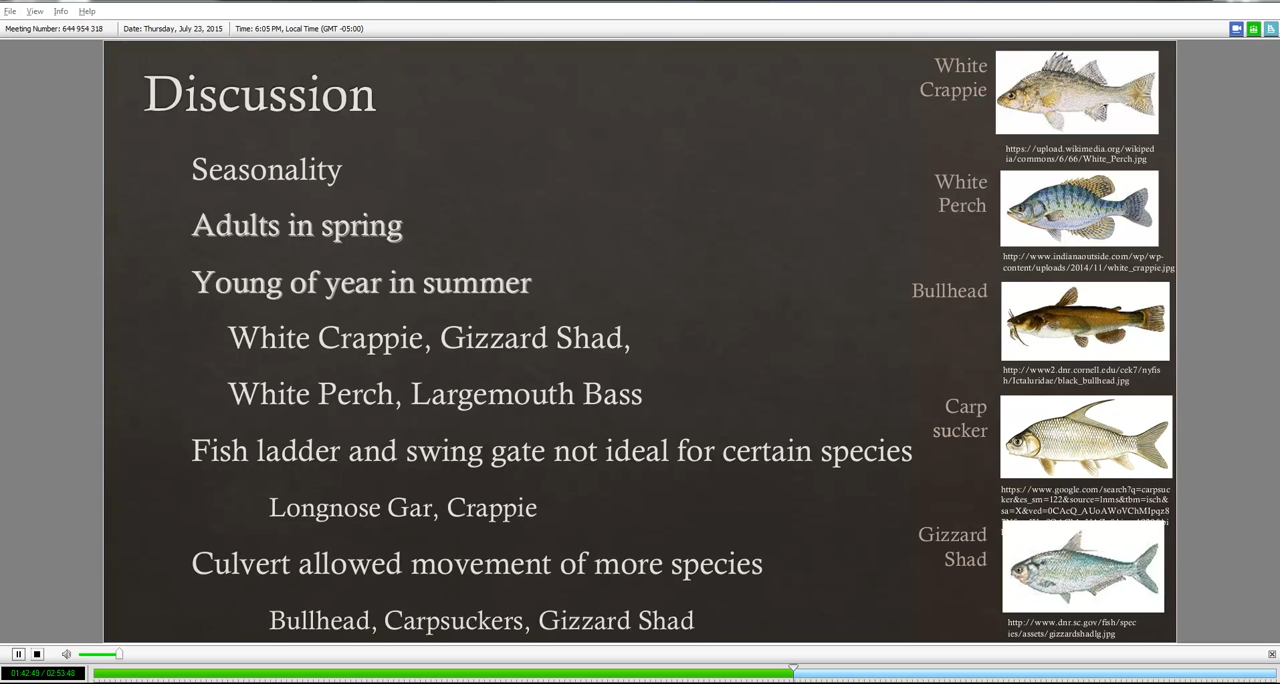 File View Info Help
Meeting Number: 644 954 318 Date: Thursday, July 23, 2015 Time: 6:05 PM, Local Time (GMT -05:00)
Discussion
Seasonality
Adults in spring
Young of year in summer
White Crappie, Gizzard Shad,
White Perch, Largemouth Bass
Fish ladder and swing gate not ideal for certain species
Longnose Gar, Crappie
Culvert allowed movement of more species
Bullhead, Carpsuckers, Gizzard Shad
White
Crappie
https://upload.wikimedia.org/wikiped
ia/commons/6/66/White_Perch.jpg
White
Perch
http://www.indianaoutside.com/wp/wp-
content/uploads/2014/11/white_crappie.jpg
Bullhead
http://www2.dnr.cornell.edu/cek7/nyfis
h/Ictaluridae/black_bullhead.jpg
Carp
sucker
https://www.google.com/search?q=carpsuc
ker&es_sm=122&source=lnms&tbm=isch&
sa=X&ved=0CAcQ_AUoAWoVChMIpqz8
Gizzard
Shad
http://www.dnr.sc.gov/fish/spec
ies/assets/gizzardshadlg.jpg
01:42:49 / 02:53:48